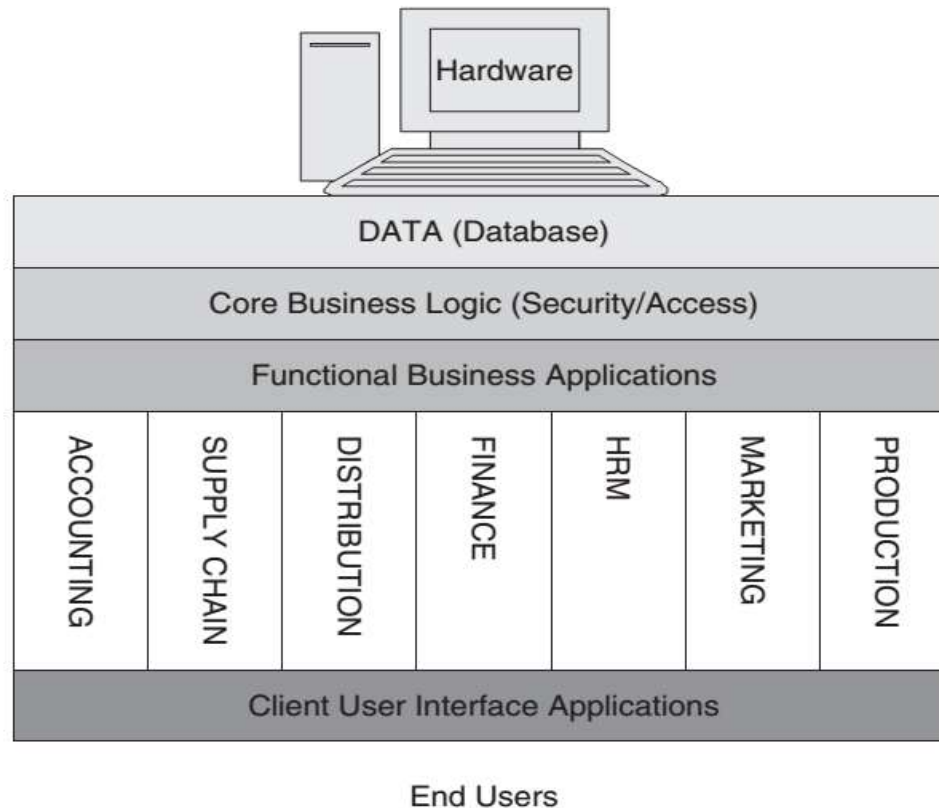 Hardware
DATA (Database)
Core Business Logic (Security/Access)
Functional Business Applications
ACCOUNTING
SUPPLY CHAIN
DISTRIBUTION
FINANCE
HRM
MARKETING
PRODUCTION
Client User Interface Applications
End Users